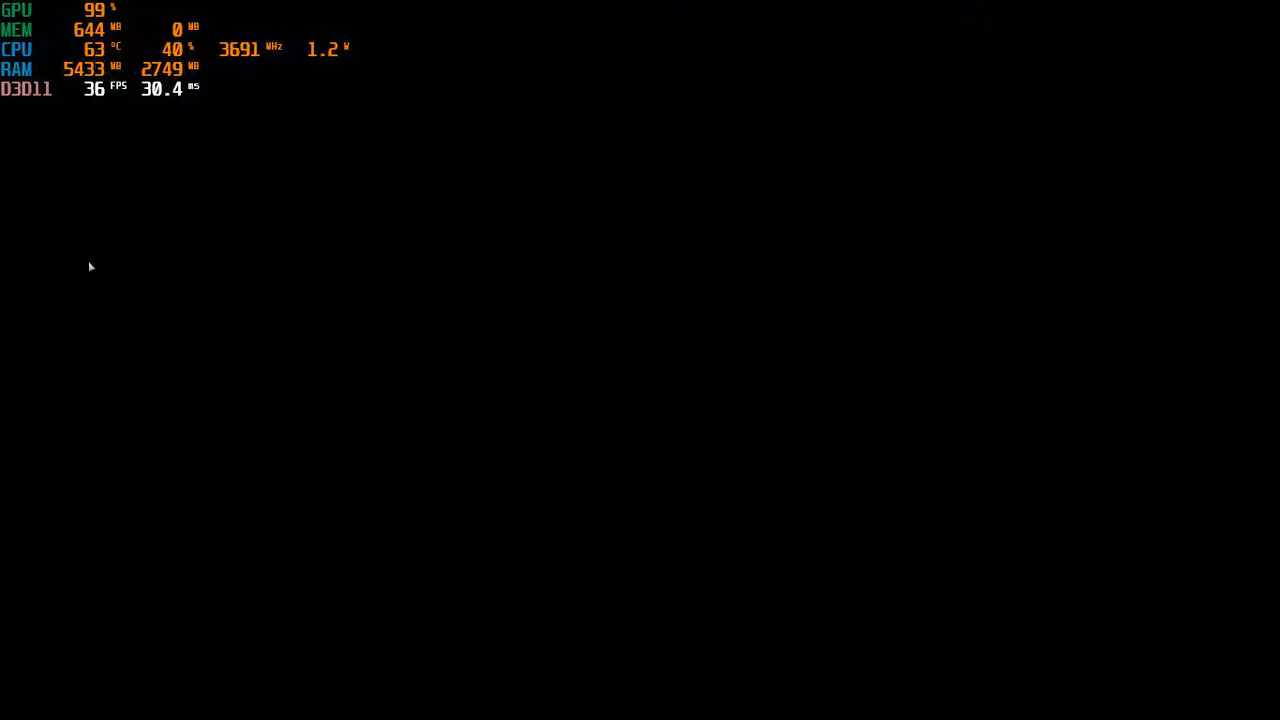 GPU 99 %
MEM 644 MB 0 MB
CPU 63 °C 40 % 3691 MHz 1.2 W
RAM 5433 MB 2749 MB
D3D11 36 FPS 30.4 ms